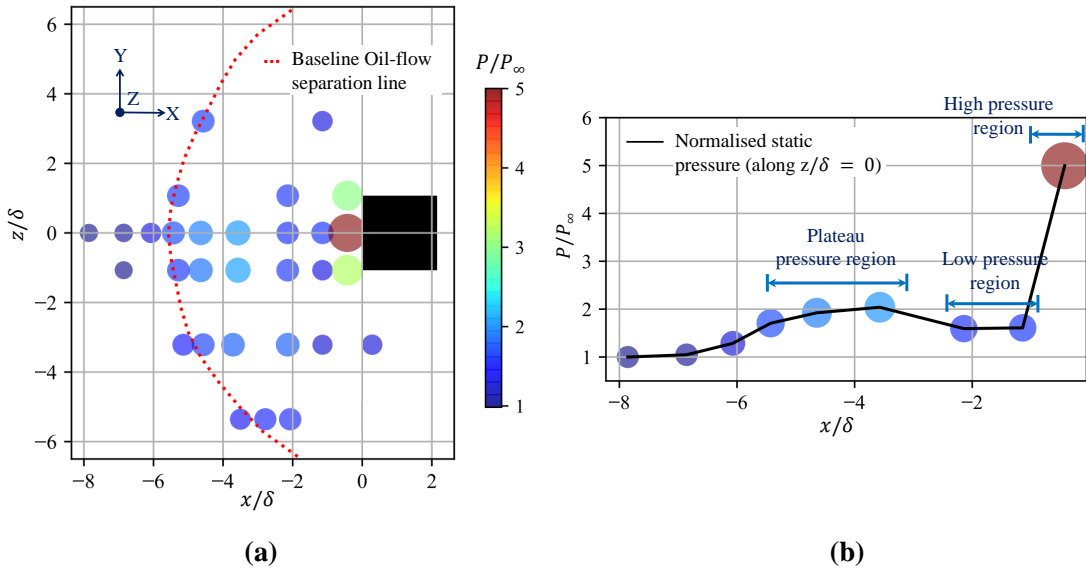 6
4
2
0
−2
−4
−6
z/δ
−8
−6
−4
−2
0
2
x/δ
Y
Z
X
Baseline Oil-flow
separation line
P/P∞
5
4
3
2
1
(a)
High pressure
region
Normalised static
pressure (along z/δ = 0)
Plateau
pressure region
Low pressure
region
6
5
4
3
2
1
P/P∞
−8
−6
−4
−2
x/δ
(b)